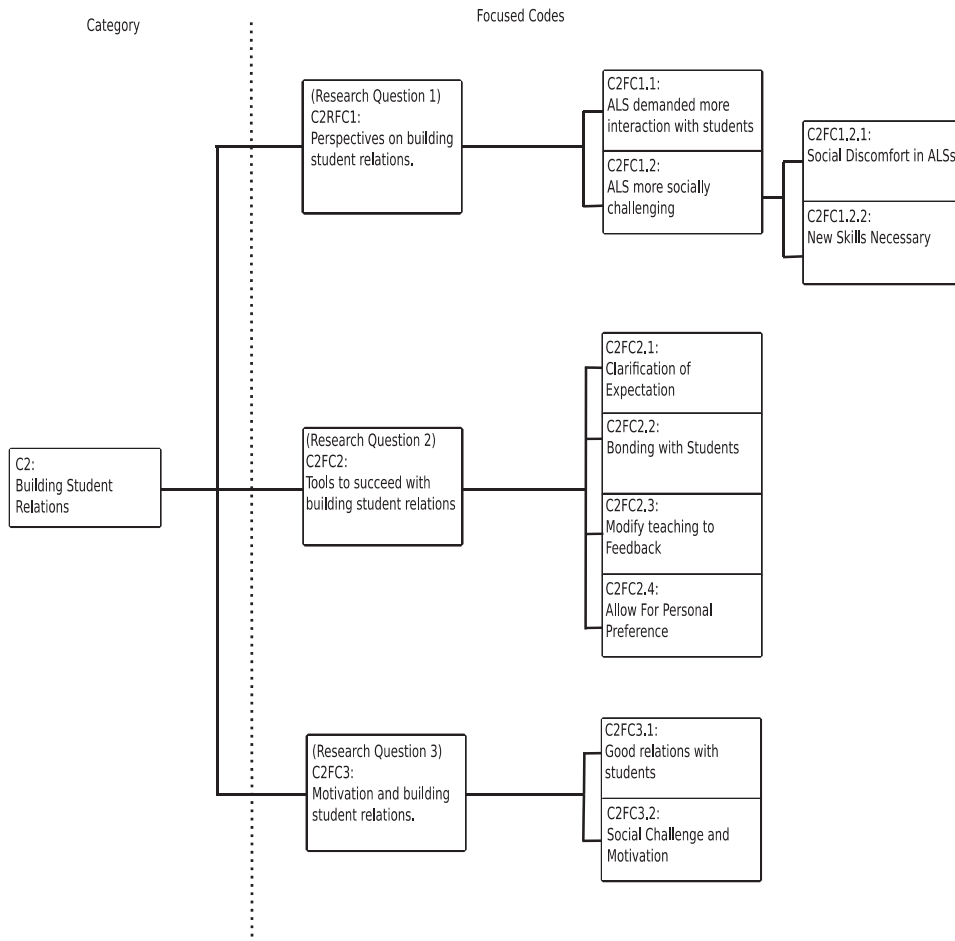 Category
Focused Codes
(Research Question 1)
C2RFC1:
Perspectives on building
student relations.
C2FC1.1:
ALS demanded more
interaction with students
C2FC1.2:
ALS more socially
challenging
C2FC1.2.1:
Social Discomfort in ALSs
C2FC1.2.2:
New Skills Necessary
C2:
Building Student
Relations
(Research Question 2)
C2FC2:
Tools to succeed with
building student relations
C2FC2.1:
Clarification of
Expectation
C2FC2.2:
Bonding with Students
C2FC2.3:
Modify teaching to
Feedback
C2FC2.4:
Allow For Personal
Preference
(Research Question 3)
C2FC3:
Motivation and building
student relations.
C2FC3.1:
Good relations with
students
C2FC3.2:
Social Challenge and
Motivation